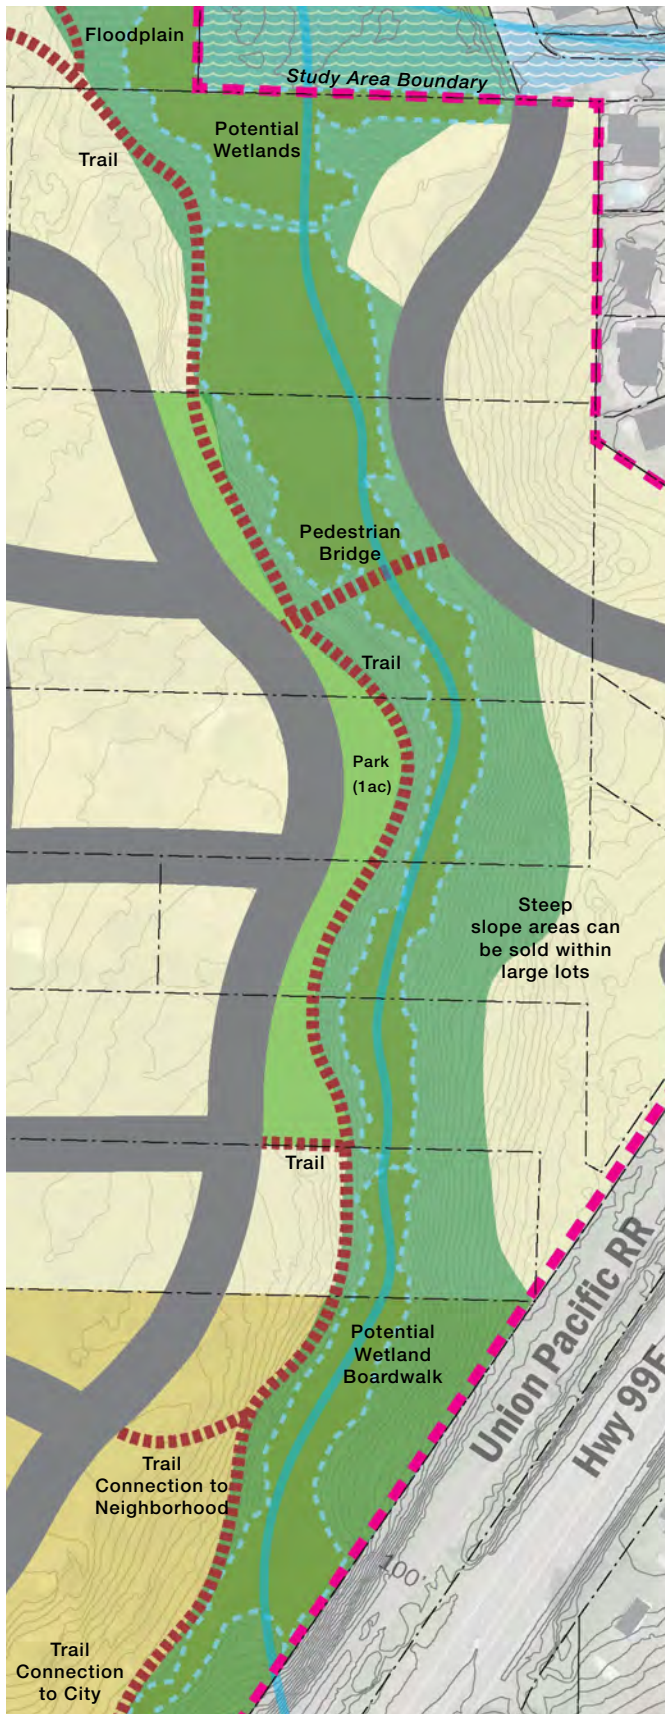 Floodplain
Study Area Boundary
Potential
Wetlands
Trail
Pedestrian
Bridge
Trail
Park
(1ac)
Steep
slope areas can
be sold within
large lots
Trail
Potential
Wetland
Boardwalk
Union Pacific RR
Hwy 99E
Trail
Connection to
Neighborhood
100'
Trail
Connection
to City